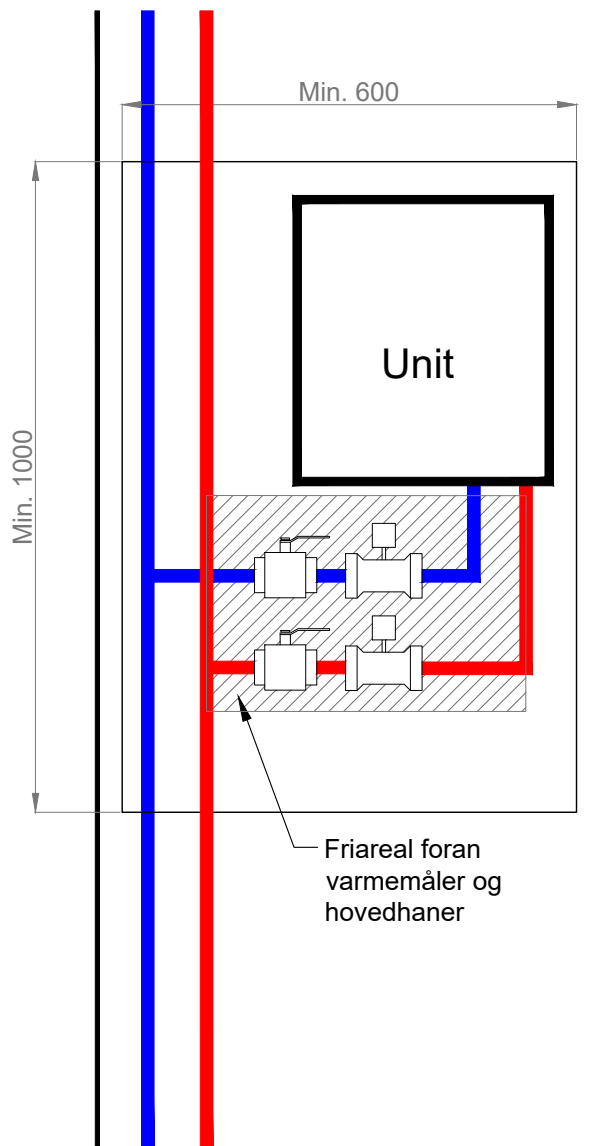 Min. 600
Unit
Min. 1000
Friareal foran
varmemåler og
hovedhaner